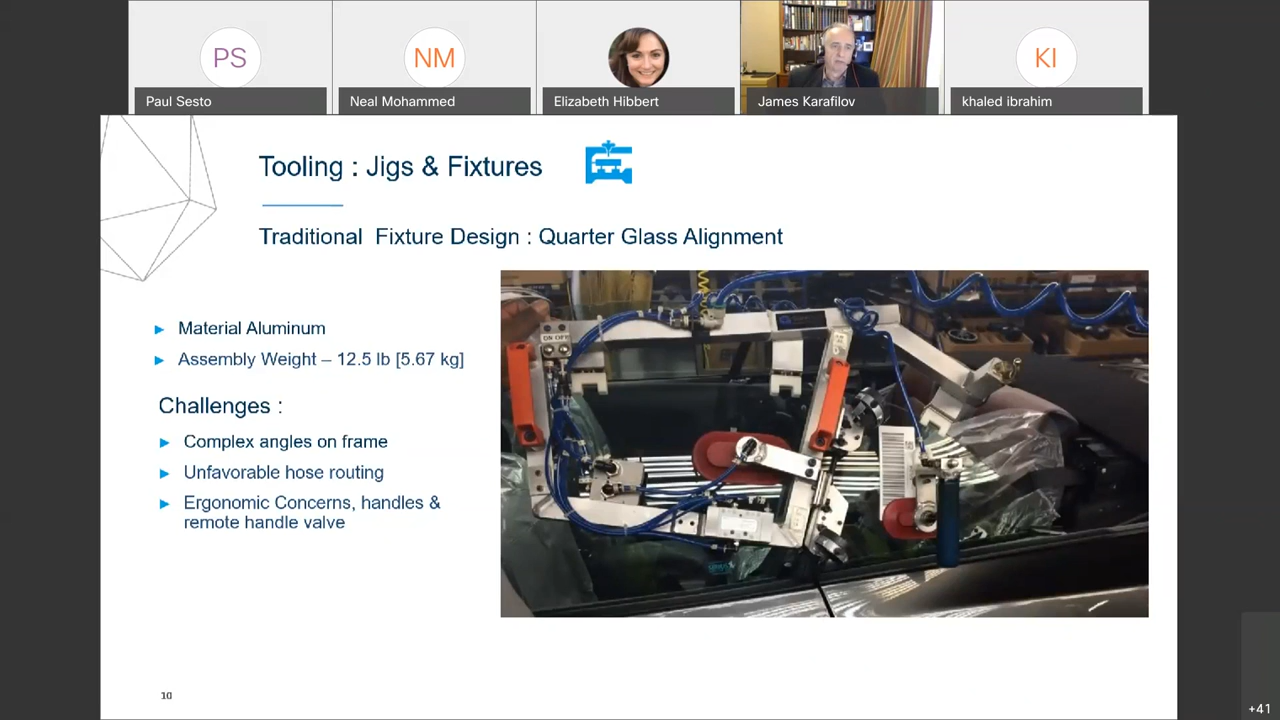 PS
NM
KI
Paul Sesto
Neal Mohammed
Elizabeth Hibbert
James Karafilov
khaled ibrahim
Tooling : Jigs & Fixtures
Traditional Fixture Design : Quarter Glass Alignment
Material Aluminum
Assembly Weight – 12.5 lb [5.67 kg]
Challenges :
Complex angles on frame
Unfavorable hose routing
Ergonomic Concerns, handles &
remote handle valve
ON OFF
10
+41